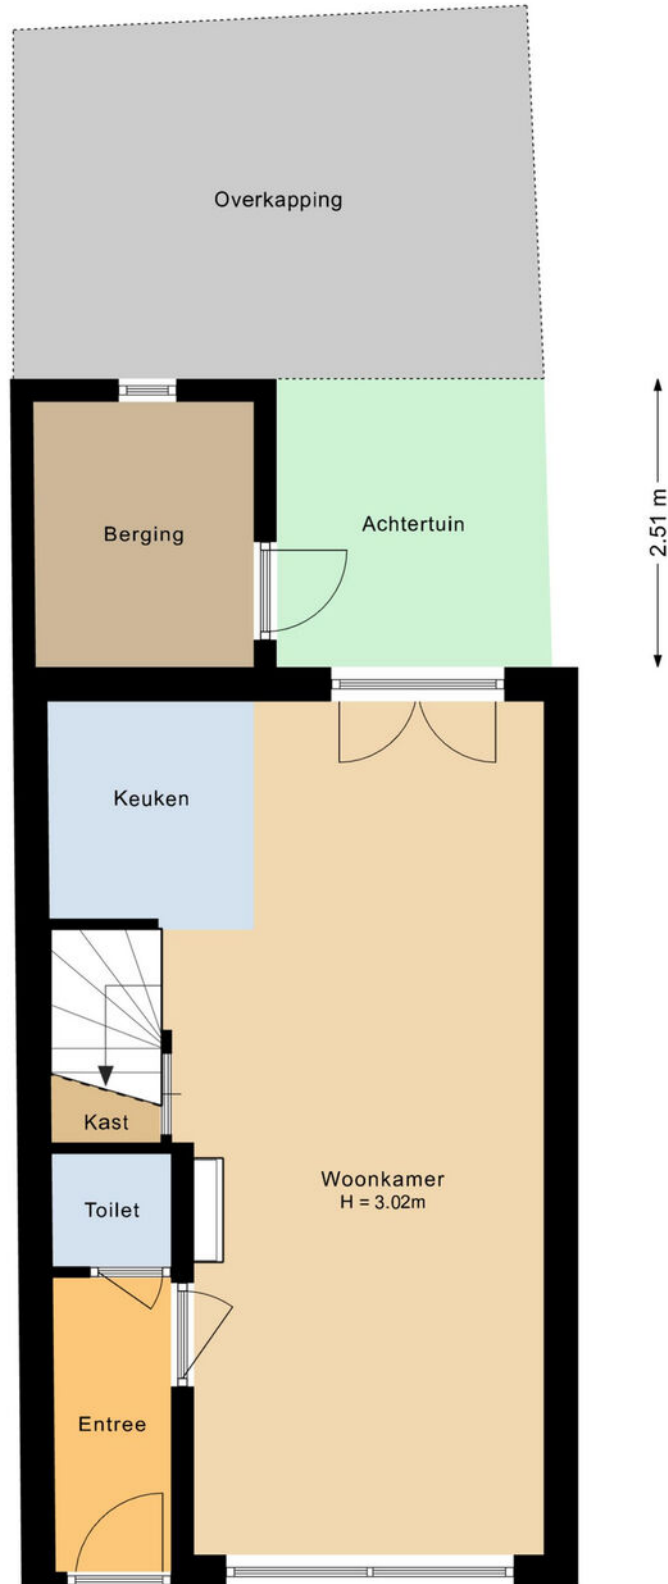 Overkapping
Berging
Achtertuin
2.51 m
Keuken
Kast
Toilet
Woonkamer
H = 3.02m
Entree